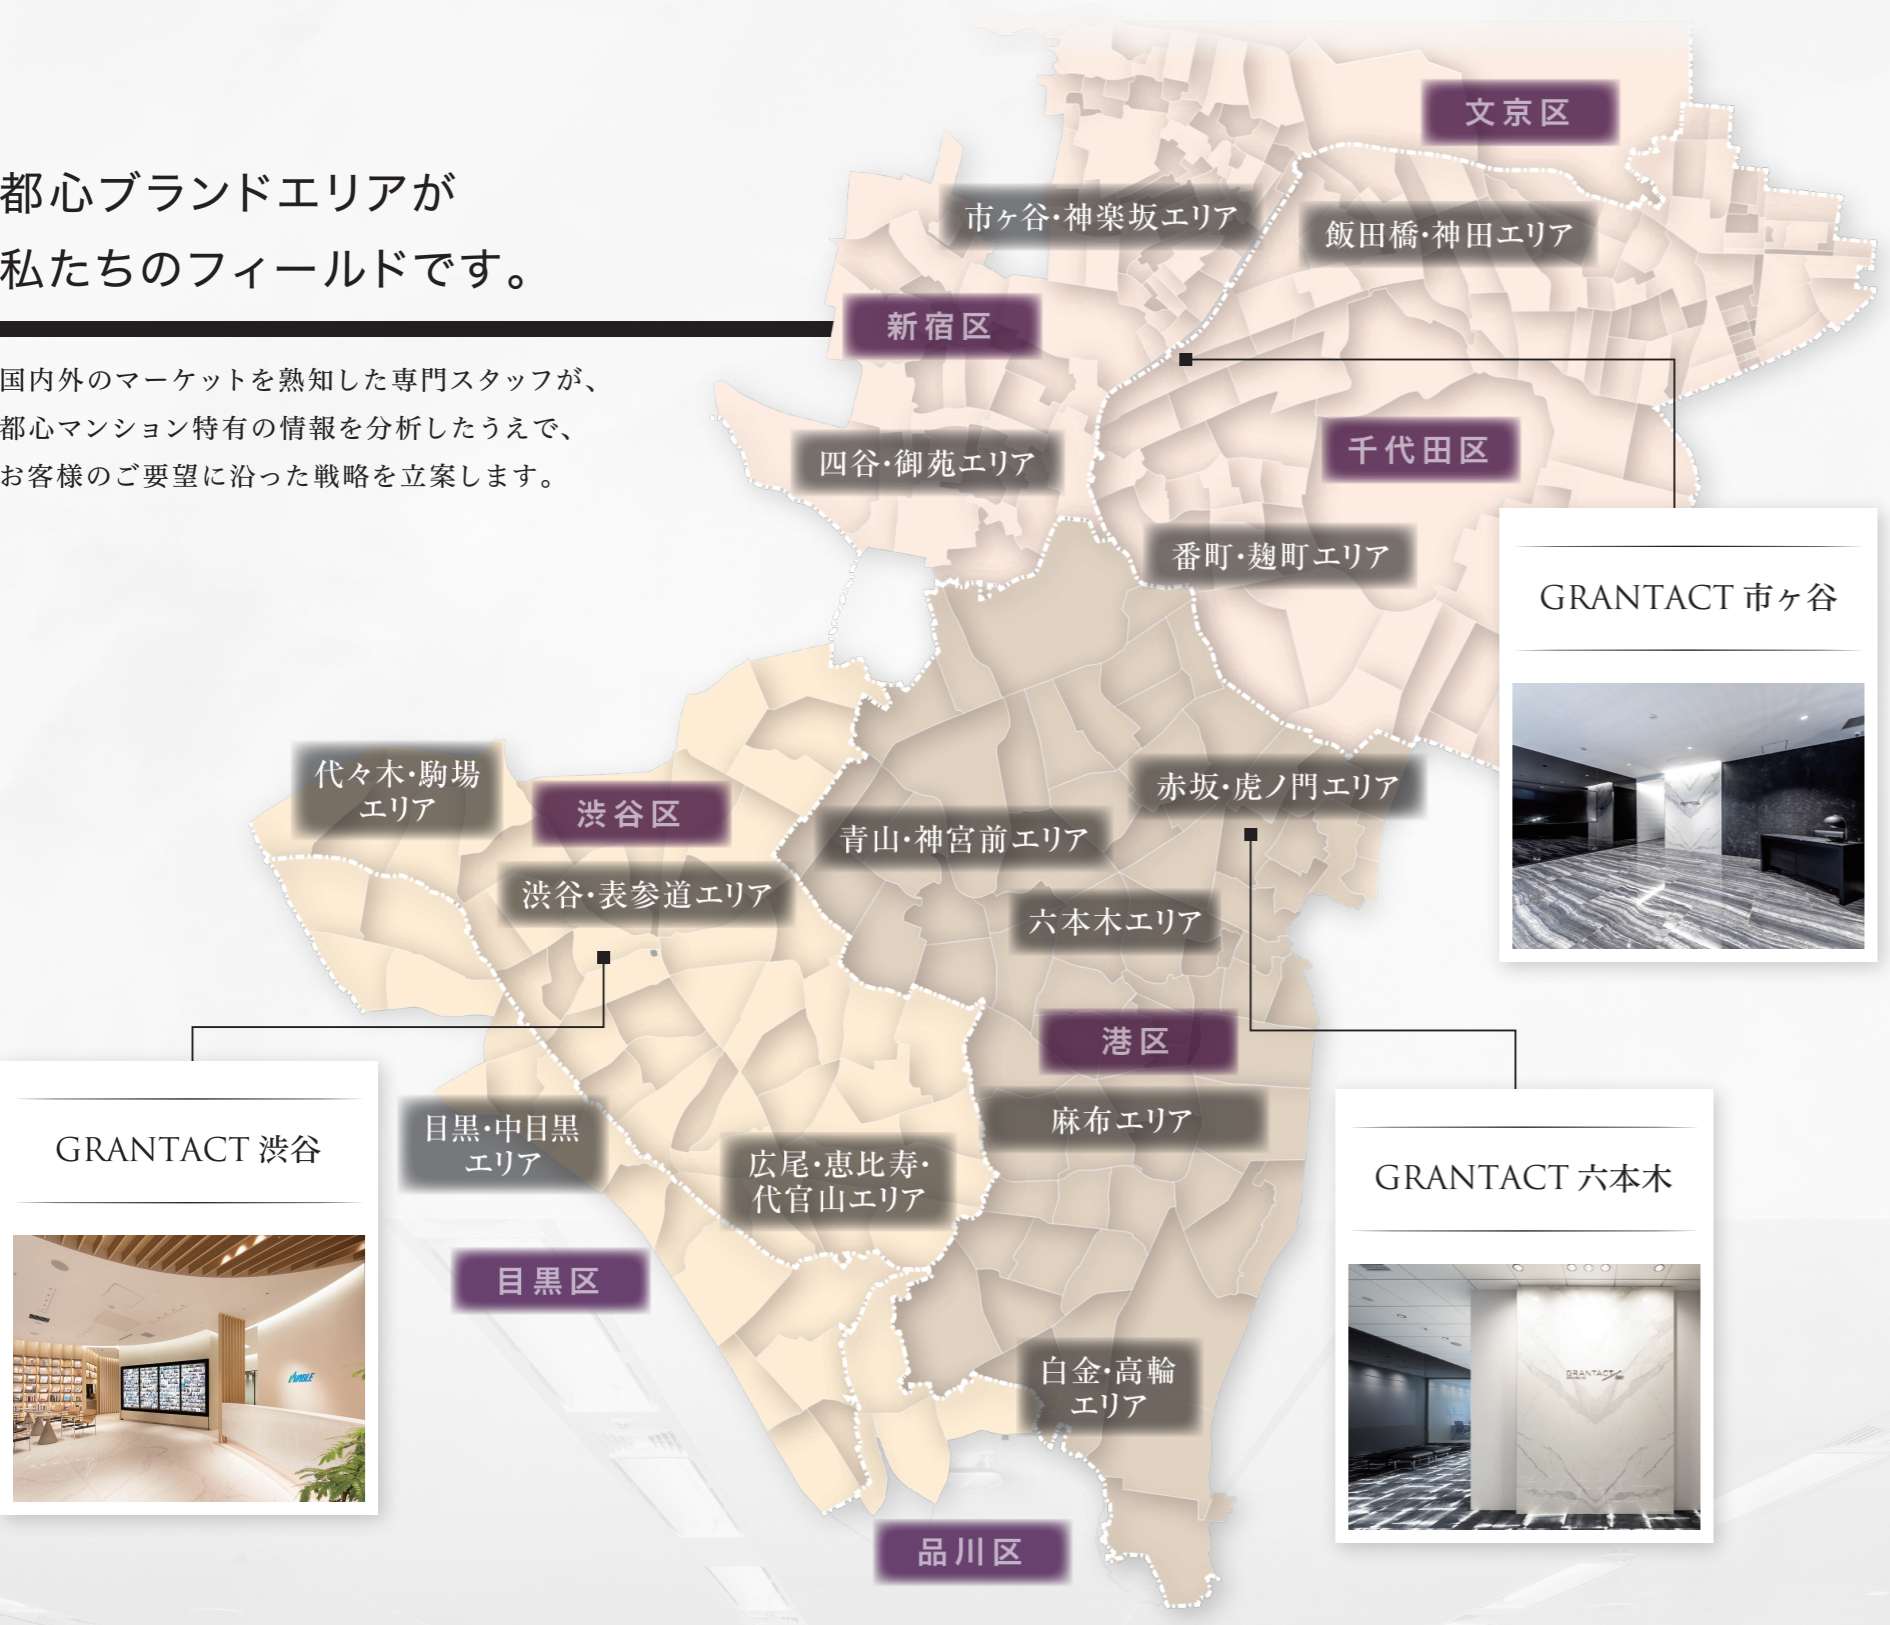 都心ブランドエリアが
私たちのフィールドです。
国内外のマーケットを熟知した専門スタッフが、
都心マンション特有の情報を分析したうえで、
お客様のご要望に沿った戦略を立案します。
文京区
市ヶ谷・神楽坂エリア
飯田橋・神田エリア
新宿区
千代田区
四谷・御苑エリア
番町・麹町エリア
GRANTACT 市ヶ谷
代々木・駒場
エリア
渋谷区
赤坂・虎ノ門エリア
青山・神宮前エリア
渋谷・表参道エリア
六本木エリア
港区
麻布エリア
目黒・中目黒
エリア
広尾・恵比寿・
代官山エリア
GRANTACT 渋谷
GRANTACT 六本木
目黒区
白金・高輪
エリア
品川区
GRANTACT